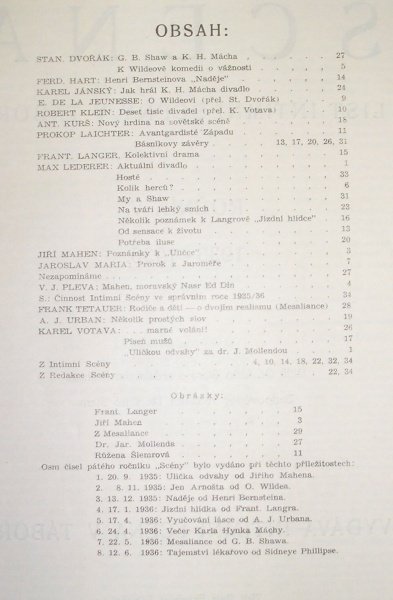 OBSAH:
STAN. DVOŘÁK: G. B. Shaw a K. H. Mácha . . . . . 27
K Wildeově komedii o vážnosti . . . . 5
FERD. HART: Henri Bernsteinova „Naděje" . . . . . 14
KAREL JÁNSKÝ: Jak hrál K. H. Mácha divadlo . . . . 24
E. DE LA JEUNESSE: O Wildeovi (přel. St. Dvořák) . . . 9
ROBERT KLEIN: Deset tisíc divadel (přel. K. Votava) . . . 10
ANT. KURŠ: Nový hrdina na sovětské scéně . . . . 18
PROKOP LAICHTER: Avantgardisté Západu . . . . . 11
Básníkovy závěry . . . . 13, 17, 20, 26, 31
FRANT. LANGER: Kolektivní drama . . . . . . 15
MAX LEDERER: Aktuální divadlo . . . . . . 1
Hosté . . . . . . 33
Kolik herců? . . . . . . 6
My a Shaw . . . . . . 31
Na tváři lehký smích . . . . . 23
Několik poznámek k Langrově „Jízdní hlídce" . 16
Od sensace k životu . . . . . 13
Potřeba iluse . . . . . . 20
JIŘÍ MAHEN: Poznámky k „Uličce" . . . . . . 3
JAROSLAV MARIA: Prorok z Jaroměře . . . . . 7
Nezapomínáme . . . . . . . . . 27
V. J. PLEVA: Mahen, moravský Nasr Ed Din . . . . 4
S.: Činnost Intimní Scény ve správním roce 1935/36 . . . 34
FRANK TETAUER: Rodiče a děti — o dvojím realismu (Mesaliance) . 28
A. J. URBAN: Několik prostých slov . . . . . 19
KAREL VOTAVA: . . . marné volání! . . . . . 26
Píseň mužů . . . . . . 17
„Uličkou odvahy" za dr. J. Mollendou . . . 1
Z Intimní Scény . . . . . 4, 10, 14, 18, 22, 32, 34
Z Redakce Scény . . . . . . . . 22, 34
Obrázky:
Frant. Langer . . . . . . 15
Jiří Mahen . . . . . . 3
Z Mesaliance . . . . . . 29
Dr. Jar. Mollenda . . . . . . 27
Růžena Šlemrová . . . . . . 11
Osm čísel pátého ročníku „Scény" bylo vydáno při těchto příležitostech:
1. 20. 9. 1935: Ulička odvahy od Jiřího Mahena.
2. 8. 11. 1935: Jen Arnošta od O. Wildea.
3. 13. 12. 1935: Naděje od Henri Bernsteina.
4. 17. 1. 1936: Jízdní hlídka od Frant. Langra.
5. 17. 4. 1936: Vyučování lásce od A. J. Urbana.
6. 24. 4. 1936: Večer Karla Hynka Máchy.
7. 22. 5. 1936: Mesaliance od G. B. Shawa.
8. 12. 6. 1936: Tajemství lékařovo od Sidneye Phillipse.